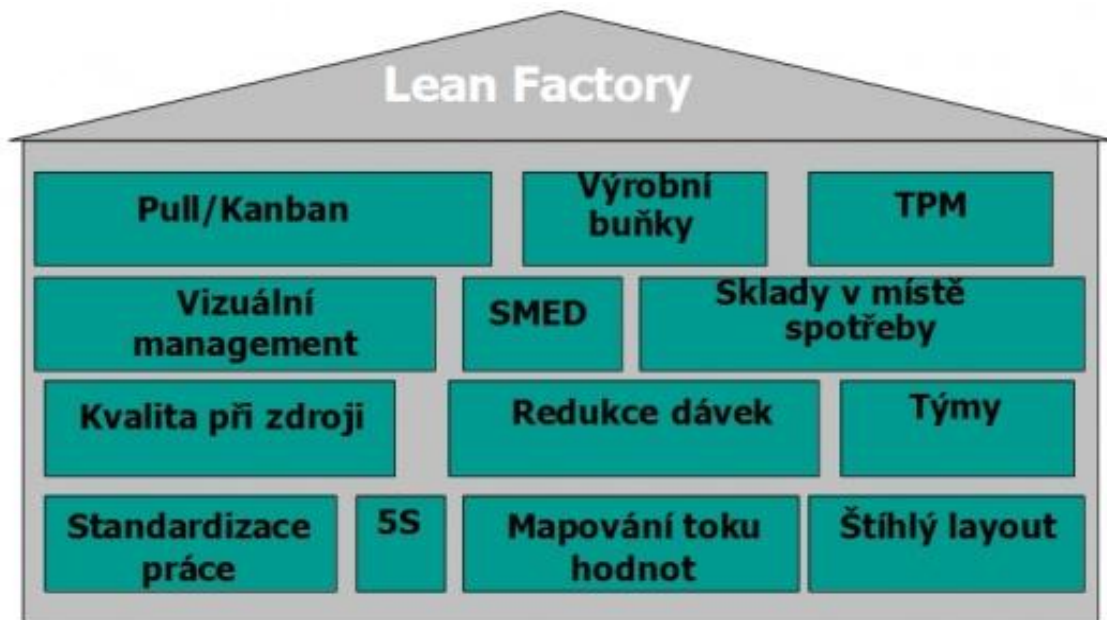 Lean Factory
Pull/Kanban
Výrobní
buňky
TPM
Vizuální
management
SMED
Sklady v místě
spotřeby
Kvalita při zdroji
Redukce dávek
Týmy
Standardizace
práce
5S
Mapování toku
hodnot
Štíhlý layout